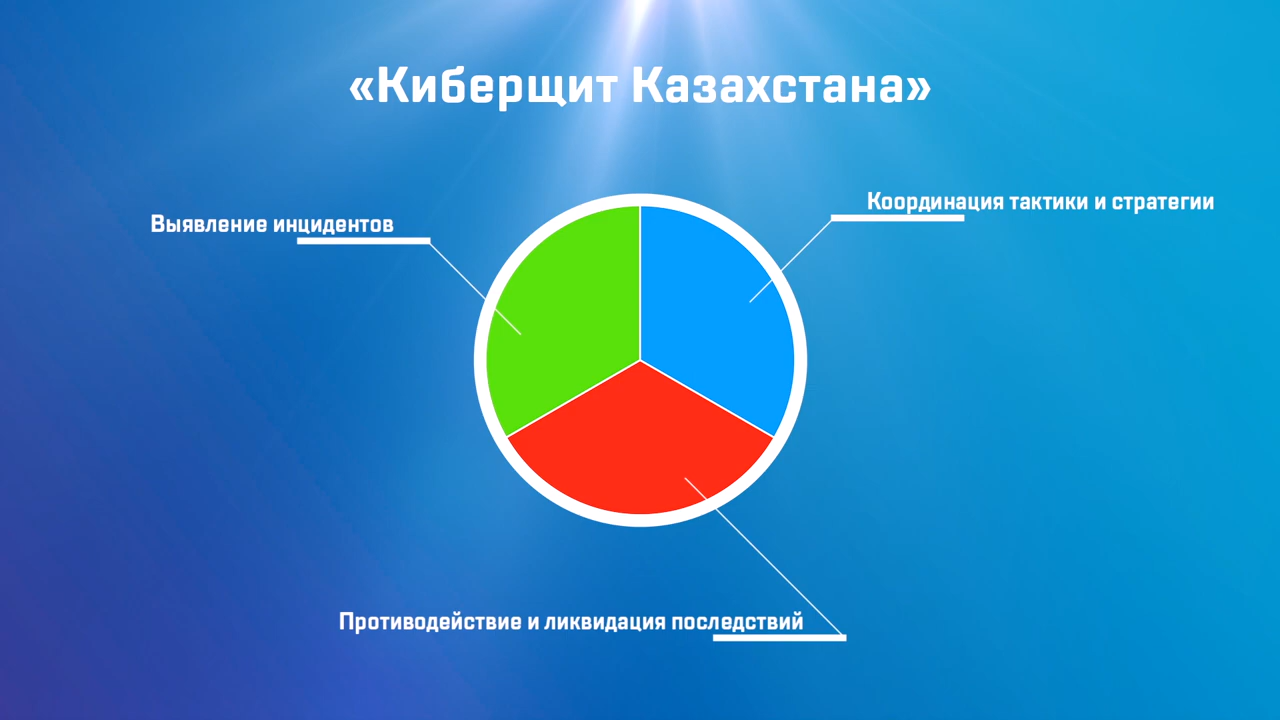 «Киберщит Казахстана»
Координация тактики и стратегии
Выявление инцидентов
Противодействие и ликвидация последствий